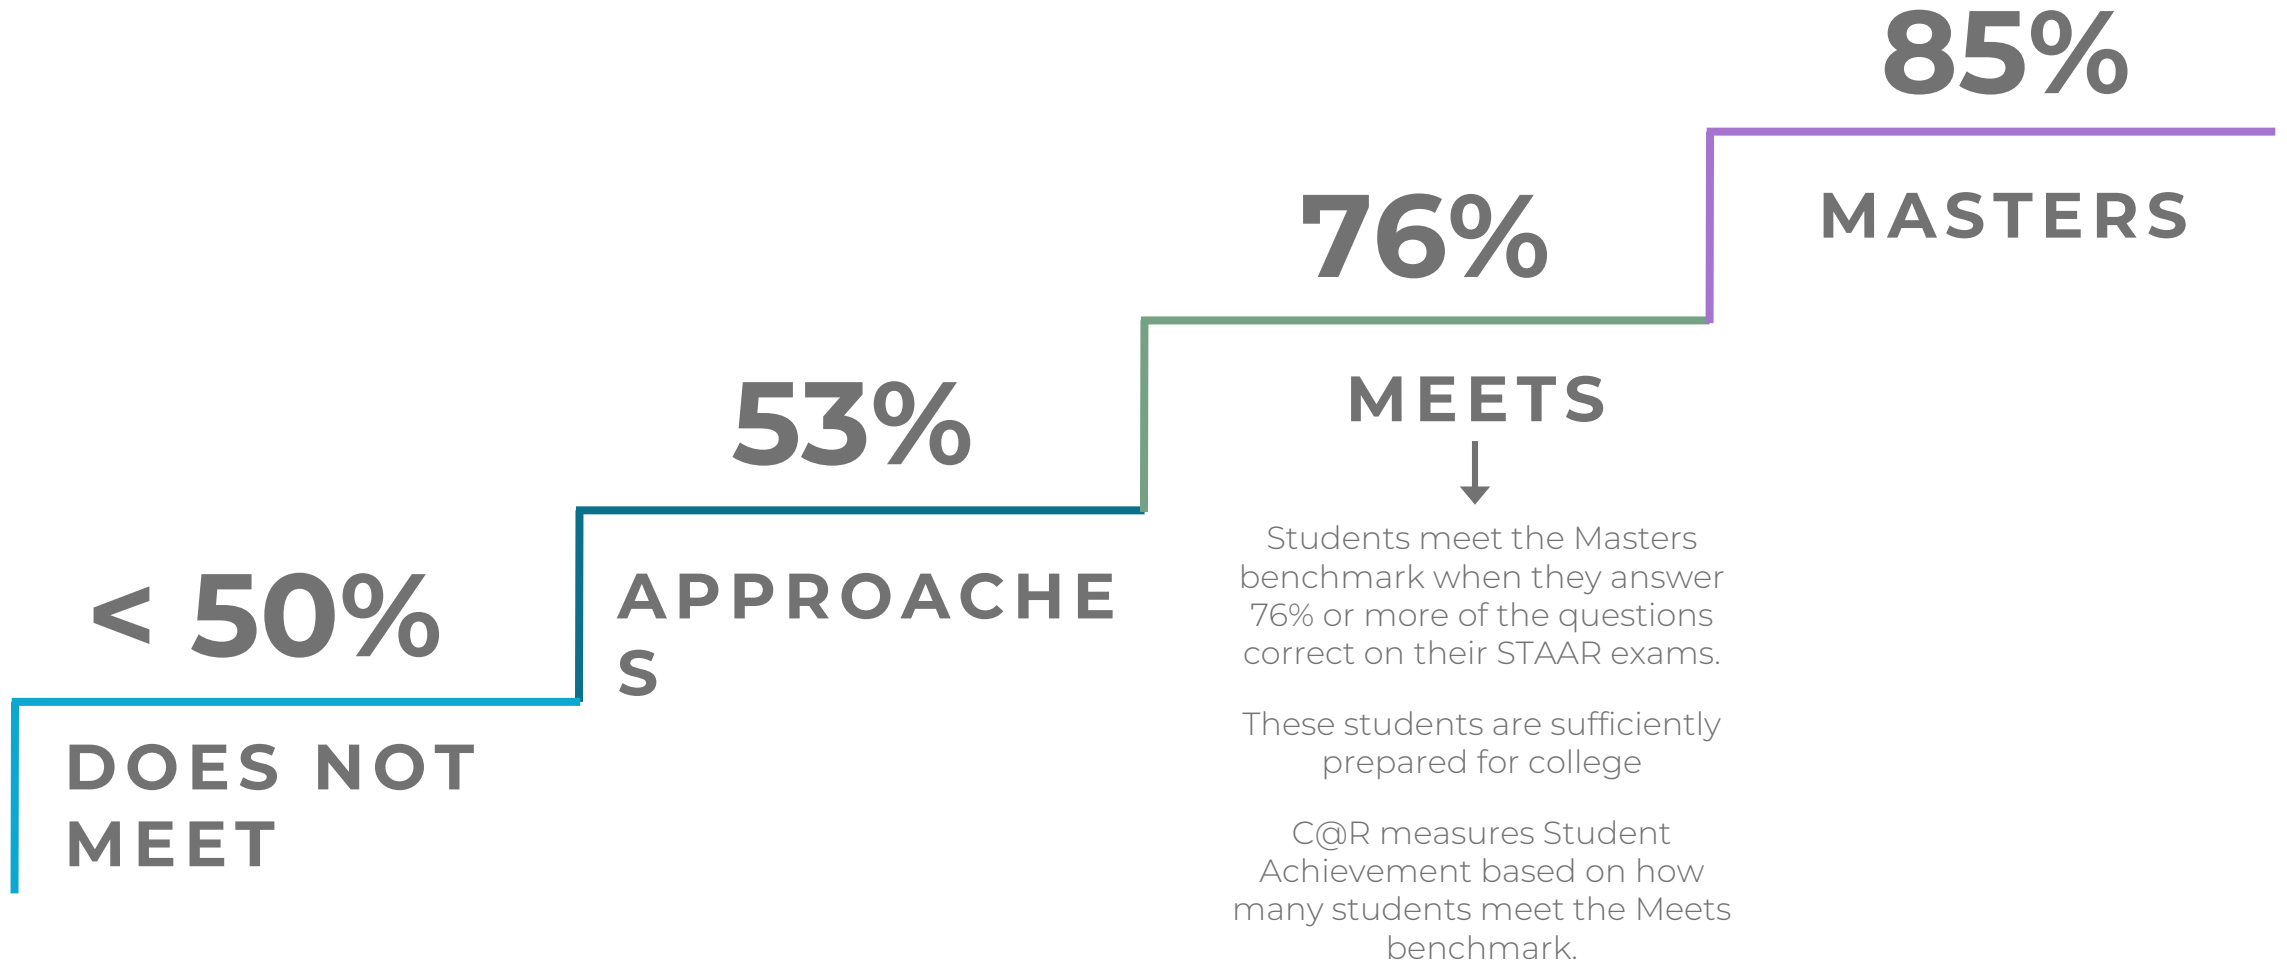 < 50%
DOES NOT
MEET
53%
APPROACHE
S
76%
MEETS
Students meet the Masters
benchmark when they answer
76% or more of the questions
correct on their STAAR exams.
These students are sufficiently
prepared for college
C@R measures Student
Achievement based on how
many students meet the Meets
benchmark.
85%
MASTERS